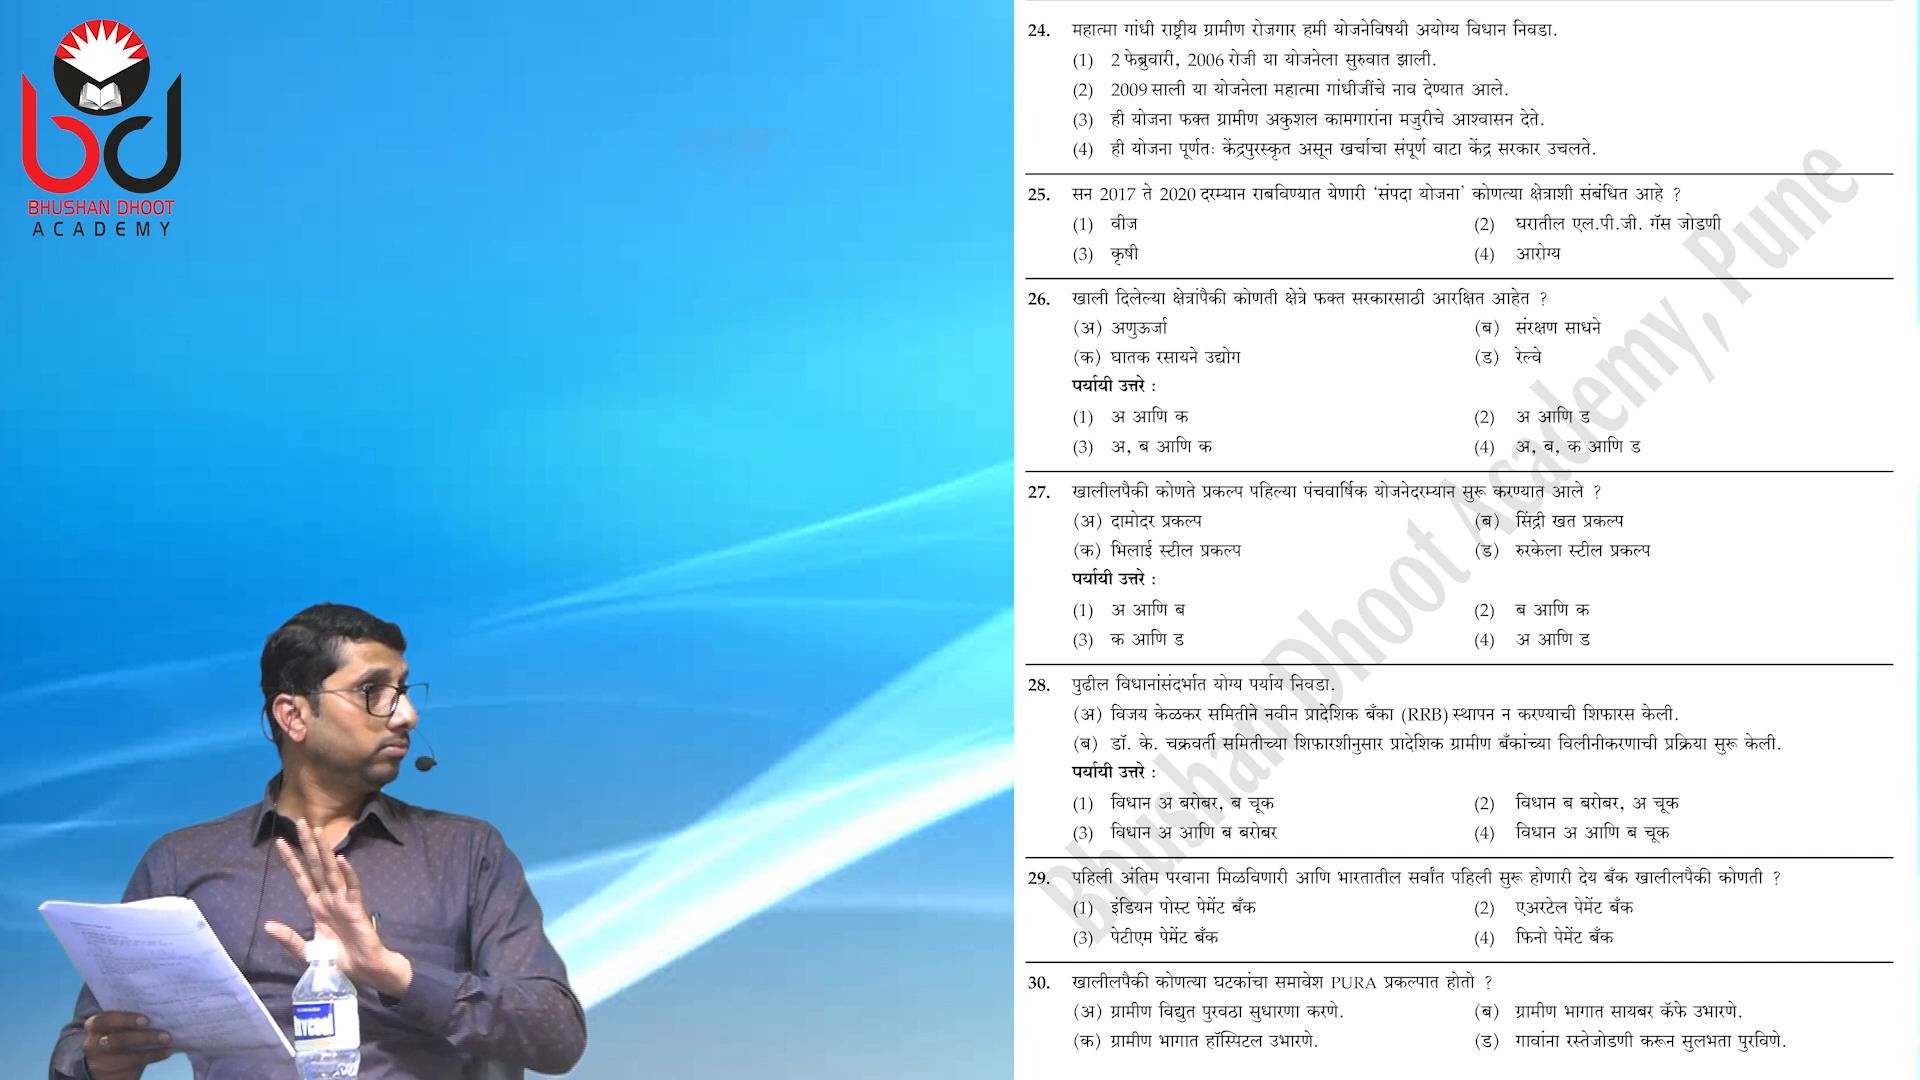 BHUSHAN DHOOT
ACADEMY
24. महात्मा गांधी राष्ट्रीय ग्रामीण रोजगार हमी योजनेविषयी अयोग्य विधान निवडा.
(1) 2 फेब्रुवारी, 2006 रोजी या योजनेला सुरुवात झाली.
(2) 2009 साली या योजनेला महात्मा गांधीजींचे नाव देण्यात आले.
(3) ही योजना फक्त ग्रामीण अकुशल कामगारांना मजुरीचे आश्वासन देते.
(4) ही योजना पूर्णतः केंद्रपुरस्कृत असून खर्चाचा संपूर्ण वाटा केंद्र सरकार उचलते.
25. सन 2017 ते 2020 दरम्यान राबविण्यात येणारी ‘संपदा योजना’ कोणत्या क्षेत्राशी संबंधित आहे ?
(1) वीज (2) घरातील एल.पी.जी. गॅस जोडणी
(3) कृषी (4) आरोग्य
26. खाली दिलेल्या क्षेत्रांपैकी कोणती क्षेत्रे फक्त सरकारसाठी आरक्षित आहेत ?
(अ) अणुऊर्जा (ब) संरक्षण साधने
(क) घातक रसायने उद्योग (ड) रेल्वे
पर्यायी उत्तरे :
(1) अ आणि क (2) अ आणि ड
(3) अ, ब आणि क (4) अ, ब, क आणि ड
27. खालीलपैकी कोणते प्रकल्प पहिल्या पंचवार्षिक योजनेदरम्यान सुरू करण्यात आले ?
(अ) दामोदर प्रकल्प (ब) सिंद्री खत प्रकल्प
(क) भिलाई स्टील प्रकल्प (ड) रुरकेला स्टील प्रकल्प
पर्यायी उत्तरे :
(1) अ आणि ब (2) ब आणि क
(3) क आणि ड (4) अ आणि ड
28. पुढील विधानांसंदर्भात योग्य पर्याय निवडा.
(अ) विजय केळकर समितीने नवीन प्रादेशिक बँका (RRB) स्थापन न करण्याची शिफारस केली.
(ब) डॉ. के. चक्रवर्ती समितीच्या शिफारशीनुसार प्रादेशिक ग्रामीण बँकांच्या विलीनीकरणाची प्रक्रिया सुरू केली.
पर्यायी उत्तरे :
(1) विधान अ बरोबर, ब चूक (2) विधान ब बरोबर, अ चूक
(3) विधान अ आणि ब बरोबर (4) विधान अ आणि ब चूक
29. पहिली अंतिम परवाना मिळविणारी आणि भारतातील सर्वांत पहिली सुरू होणारी देय बँक खालीलपैकी कोणती ?
(1) इंडियन पोस्ट पेमेंट बँक (2) एअरटेल पेमेंट बँक
(3) पेटीएम पेमेंट बँक (4) फिनो पेमेंट बँक
30. खालीलपैकी कोणत्या घटकांचा समावेश PURA प्रकल्पात होतो ?
(अ) ग्रामीण विद्युत पुरवठा सुधारणा करणे. (ब) ग्रामीण भागात सायबर कॅफे उभारणे.
(क) ग्रामीण भागात हॉस्पिटल उभारणे. (ड) गावांना रस्तेजोडणी करून सुलभता पुरविणे.
Bhushan Dhoot Academy, Pune